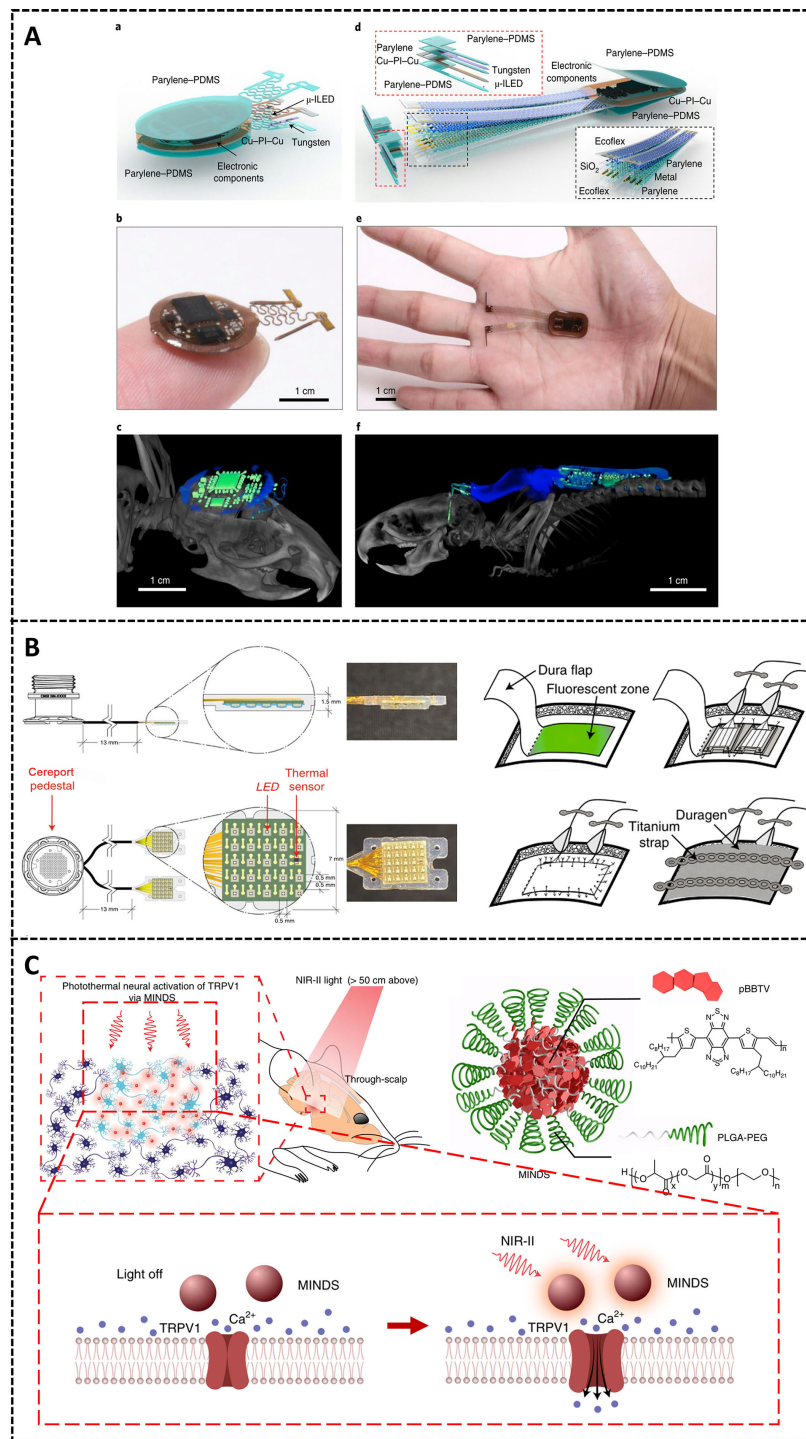 A
a
Parylene–PDMS
μ-ILED
Cu–PI–Cu
Tungsten
Electronic
components
Parylene–PDMS
d
Parylene–PDMS
Parylene
Cu–PI–Cu
Tungsten
μ-ILED
Parylene–PDMS
Parylene–PDMS
Electronic
components
Cu–PI–Cu
Parylene–PDMS
Ecoflex
SiO2
Parylene
Metal
Ecoflex
Parylene
b
1 cm
e
1 cm
c
1 cm
f
1 cm
B
13 mm
1.5 mm
Cereport
pedestal
LED
Thermal
sensor
7 mm
0.5 mm
0.5 mm
0.5 mm
13 mm
Dura flap
Fluorescent zone
Duragen
Titanium
strap
C
Photothermal neural activation of TRPV1
via MINDS
NIR-II light (> 50 cm above)
Through-scalp
pBBTV
N S N
N S N
S
S
n
C8H17
C10H21
C8H17
C10H21
PLGA-PEG
MINDS
H O O x O O y m O n
Light off
MINDS
TRPV1
Ca2+
NIR-II
MINDS
TRPV1
Ca2+